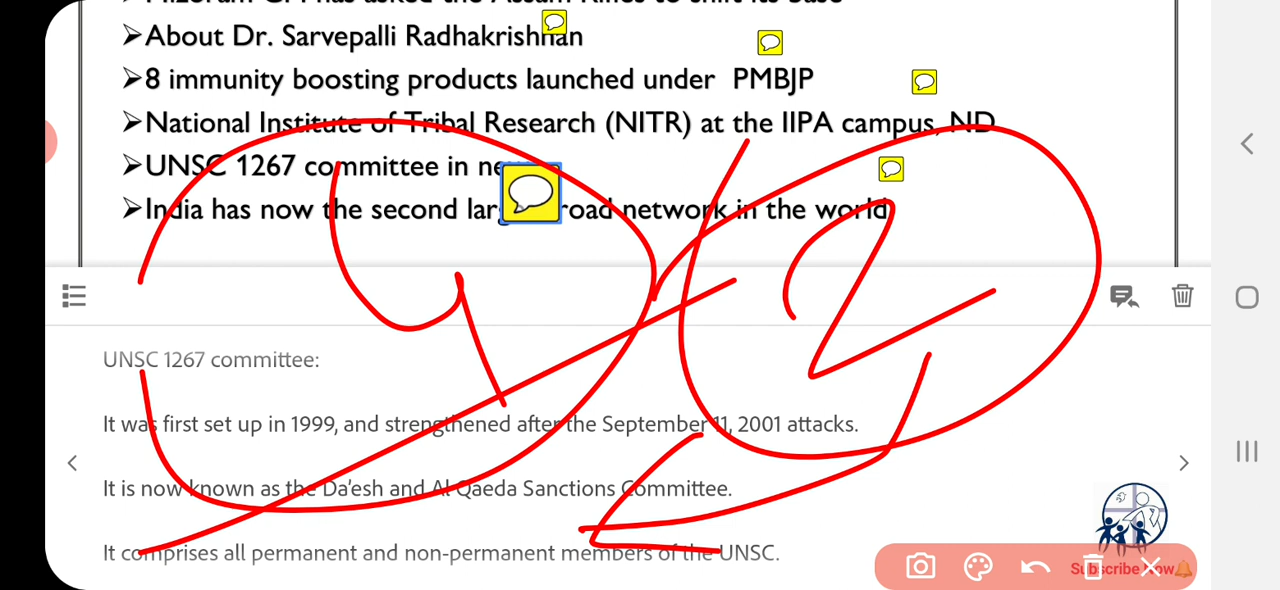 ➢About Dr. Sarvepalli Radhakrishnan
➢8 immunity boosting products launched under PMBJP
➢National Institute of Tribal Research (NITR) at the IIPA campus, ND
➢UNSC 1267 committee in
➢India has now the second road network in the world
UNSC 1267 committee:
It was first set up in 1999, and strengthened after the September 11, 2001 attacks.
It is now known as the Da'esh and Al Qaeda Sanctions Committee.
It comprises all permanent and non-permanent members of the UNSC.
Subscribe Now